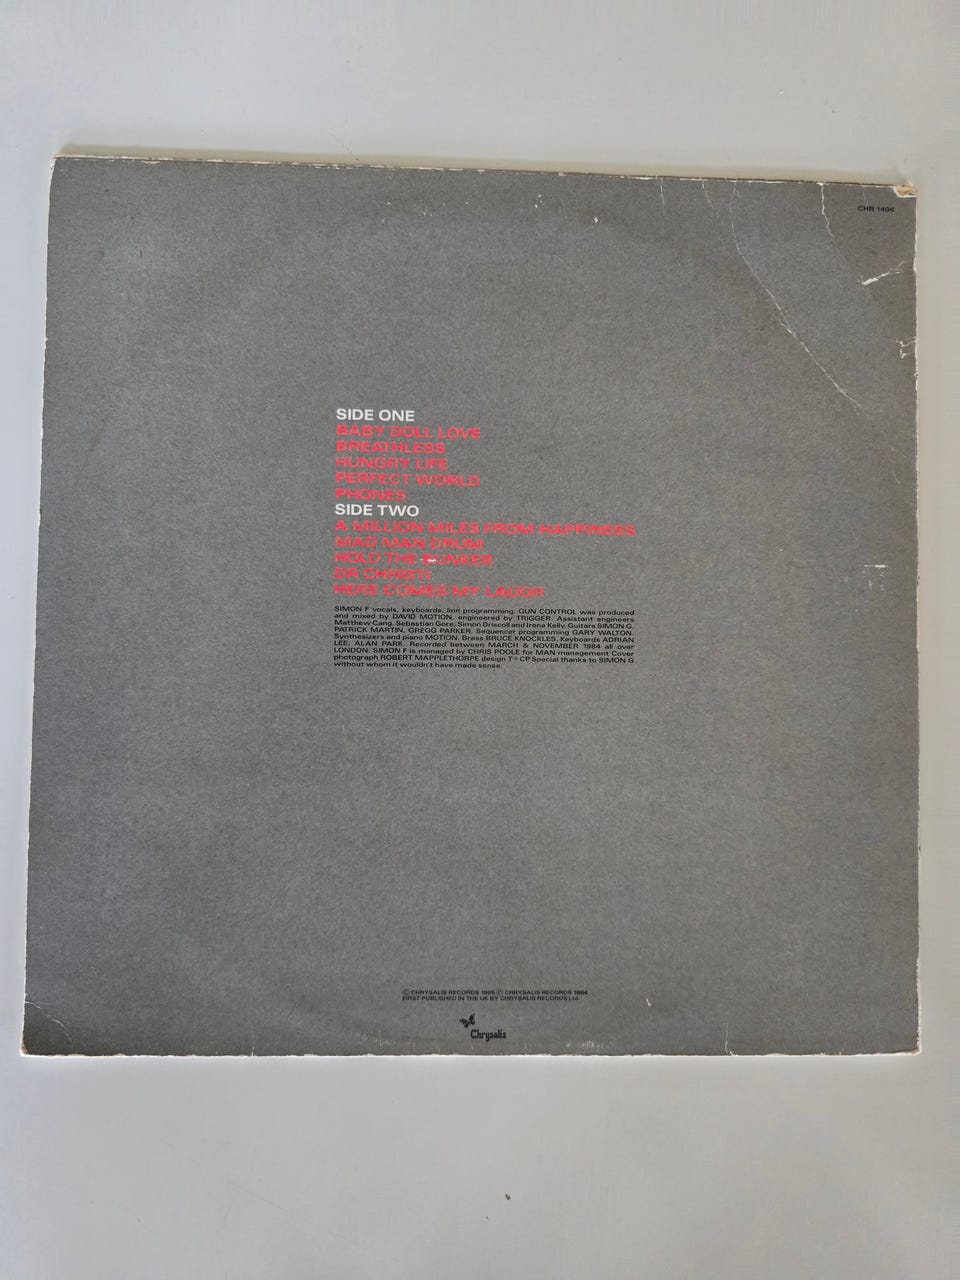 CHR 1496
SIDE ONE
BABY DOLL LOVE
BREATHLESS
HUNGRY LIFE
PERFECT WORLD
PHONES
SIDE TWO
A MILLION MILES FROM HAPPINESS
MAD MAN DRUM
HOLD THE BUNKER
DR CHRIST!
HERE COMES MY LAUGH
SIMON F vocals, keyboards, linn programming. GUN CONTROL was produced
and mixed by DAVID MOTION, engineered by TRIGGER. Assistant engineers
Matthew Cang, Sebastian Gore, Simon Driscoll and Irene Kelly. Guitars SIMON G,
PATRICK MARTIN, GREGG PARKER. Sequencer programming GARY WALTON.
Synthesizers and piano MOTION. Brass BRUCE KNOCKLES. Keyboards ADRIAN
LEE, ALAN PARK. Recorded between MARCH & NOVEMBER 1984 all over
LONDON. SIMON F is managed by CHRIS POOLE for MAN management Cover
photograph ROBERT MAPPLETHORPE design T+CP Special thanks to SIMON G
without whom it wouldn't have made sense.
© CHRYSALIS RECORDS 1985 ℗ CHRYSALIS RECORDS 1984
FIRST PUBLISHED IN THE UK BY CHRYSALIS RECORDS Ltd
Chrysalis